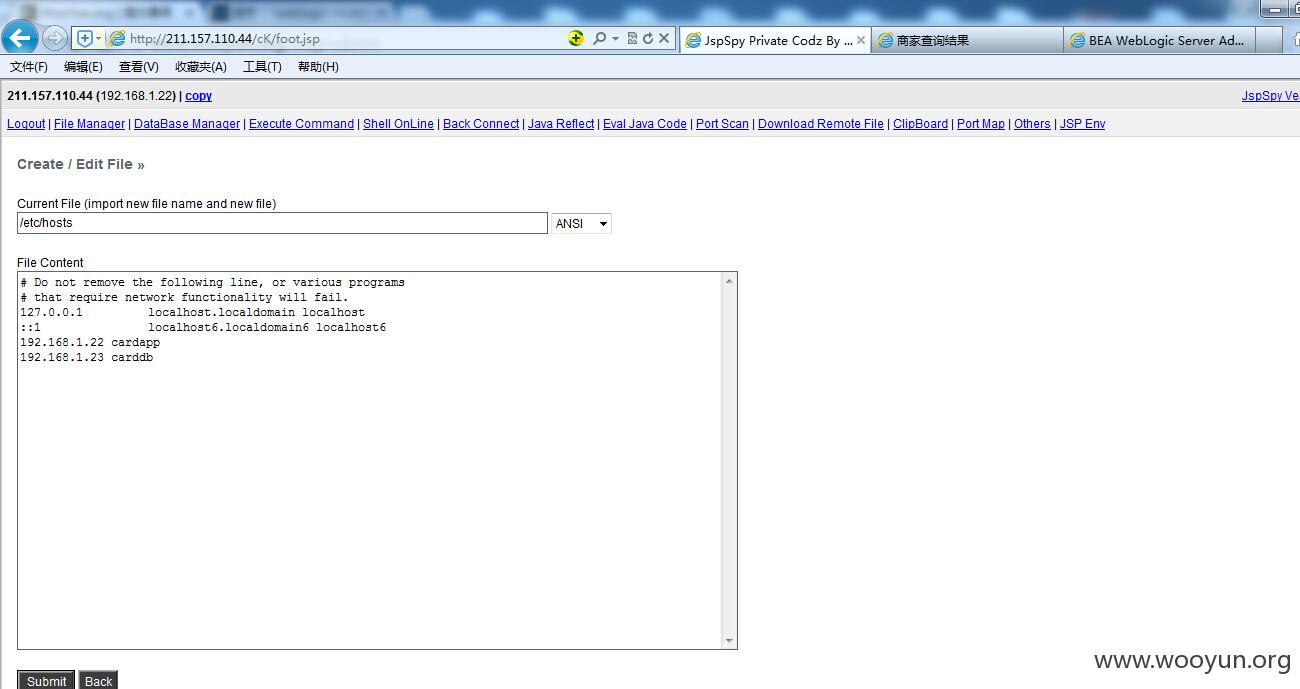 http://211.157.110.44/cK/foot.jsp
JspSpy Private Codz By ...
商家查询结果
BEA WebLogic Server Ad...
文件(F) 编辑(E) 查看(V) 收藏夹(A) 工具(T) 帮助(H)
211.157.110.44 (192.168.1.22) | copy
JspSpy Ve
Logout | File Manager | DataBase Manager | Execute Command | Shell OnLine | Back Connect | Java Reflect | Eval Java Code | Port Scan | Download Remote File | ClipBoard | Port Map | Others | JSP Env
Create / Edit File »
Current File (import new file name and new file)
/etc/hosts
ANSI
File Content
# Do not remove the following line, or various programs
# that require network functionality will fail.
127.0.0.1 localhost.localdomain localhost
::1 localhost6.localdomain6 localhost6
192.168.1.22 cardapp
192.168.1.23 carddb
www.wooyun.org
Submit Back